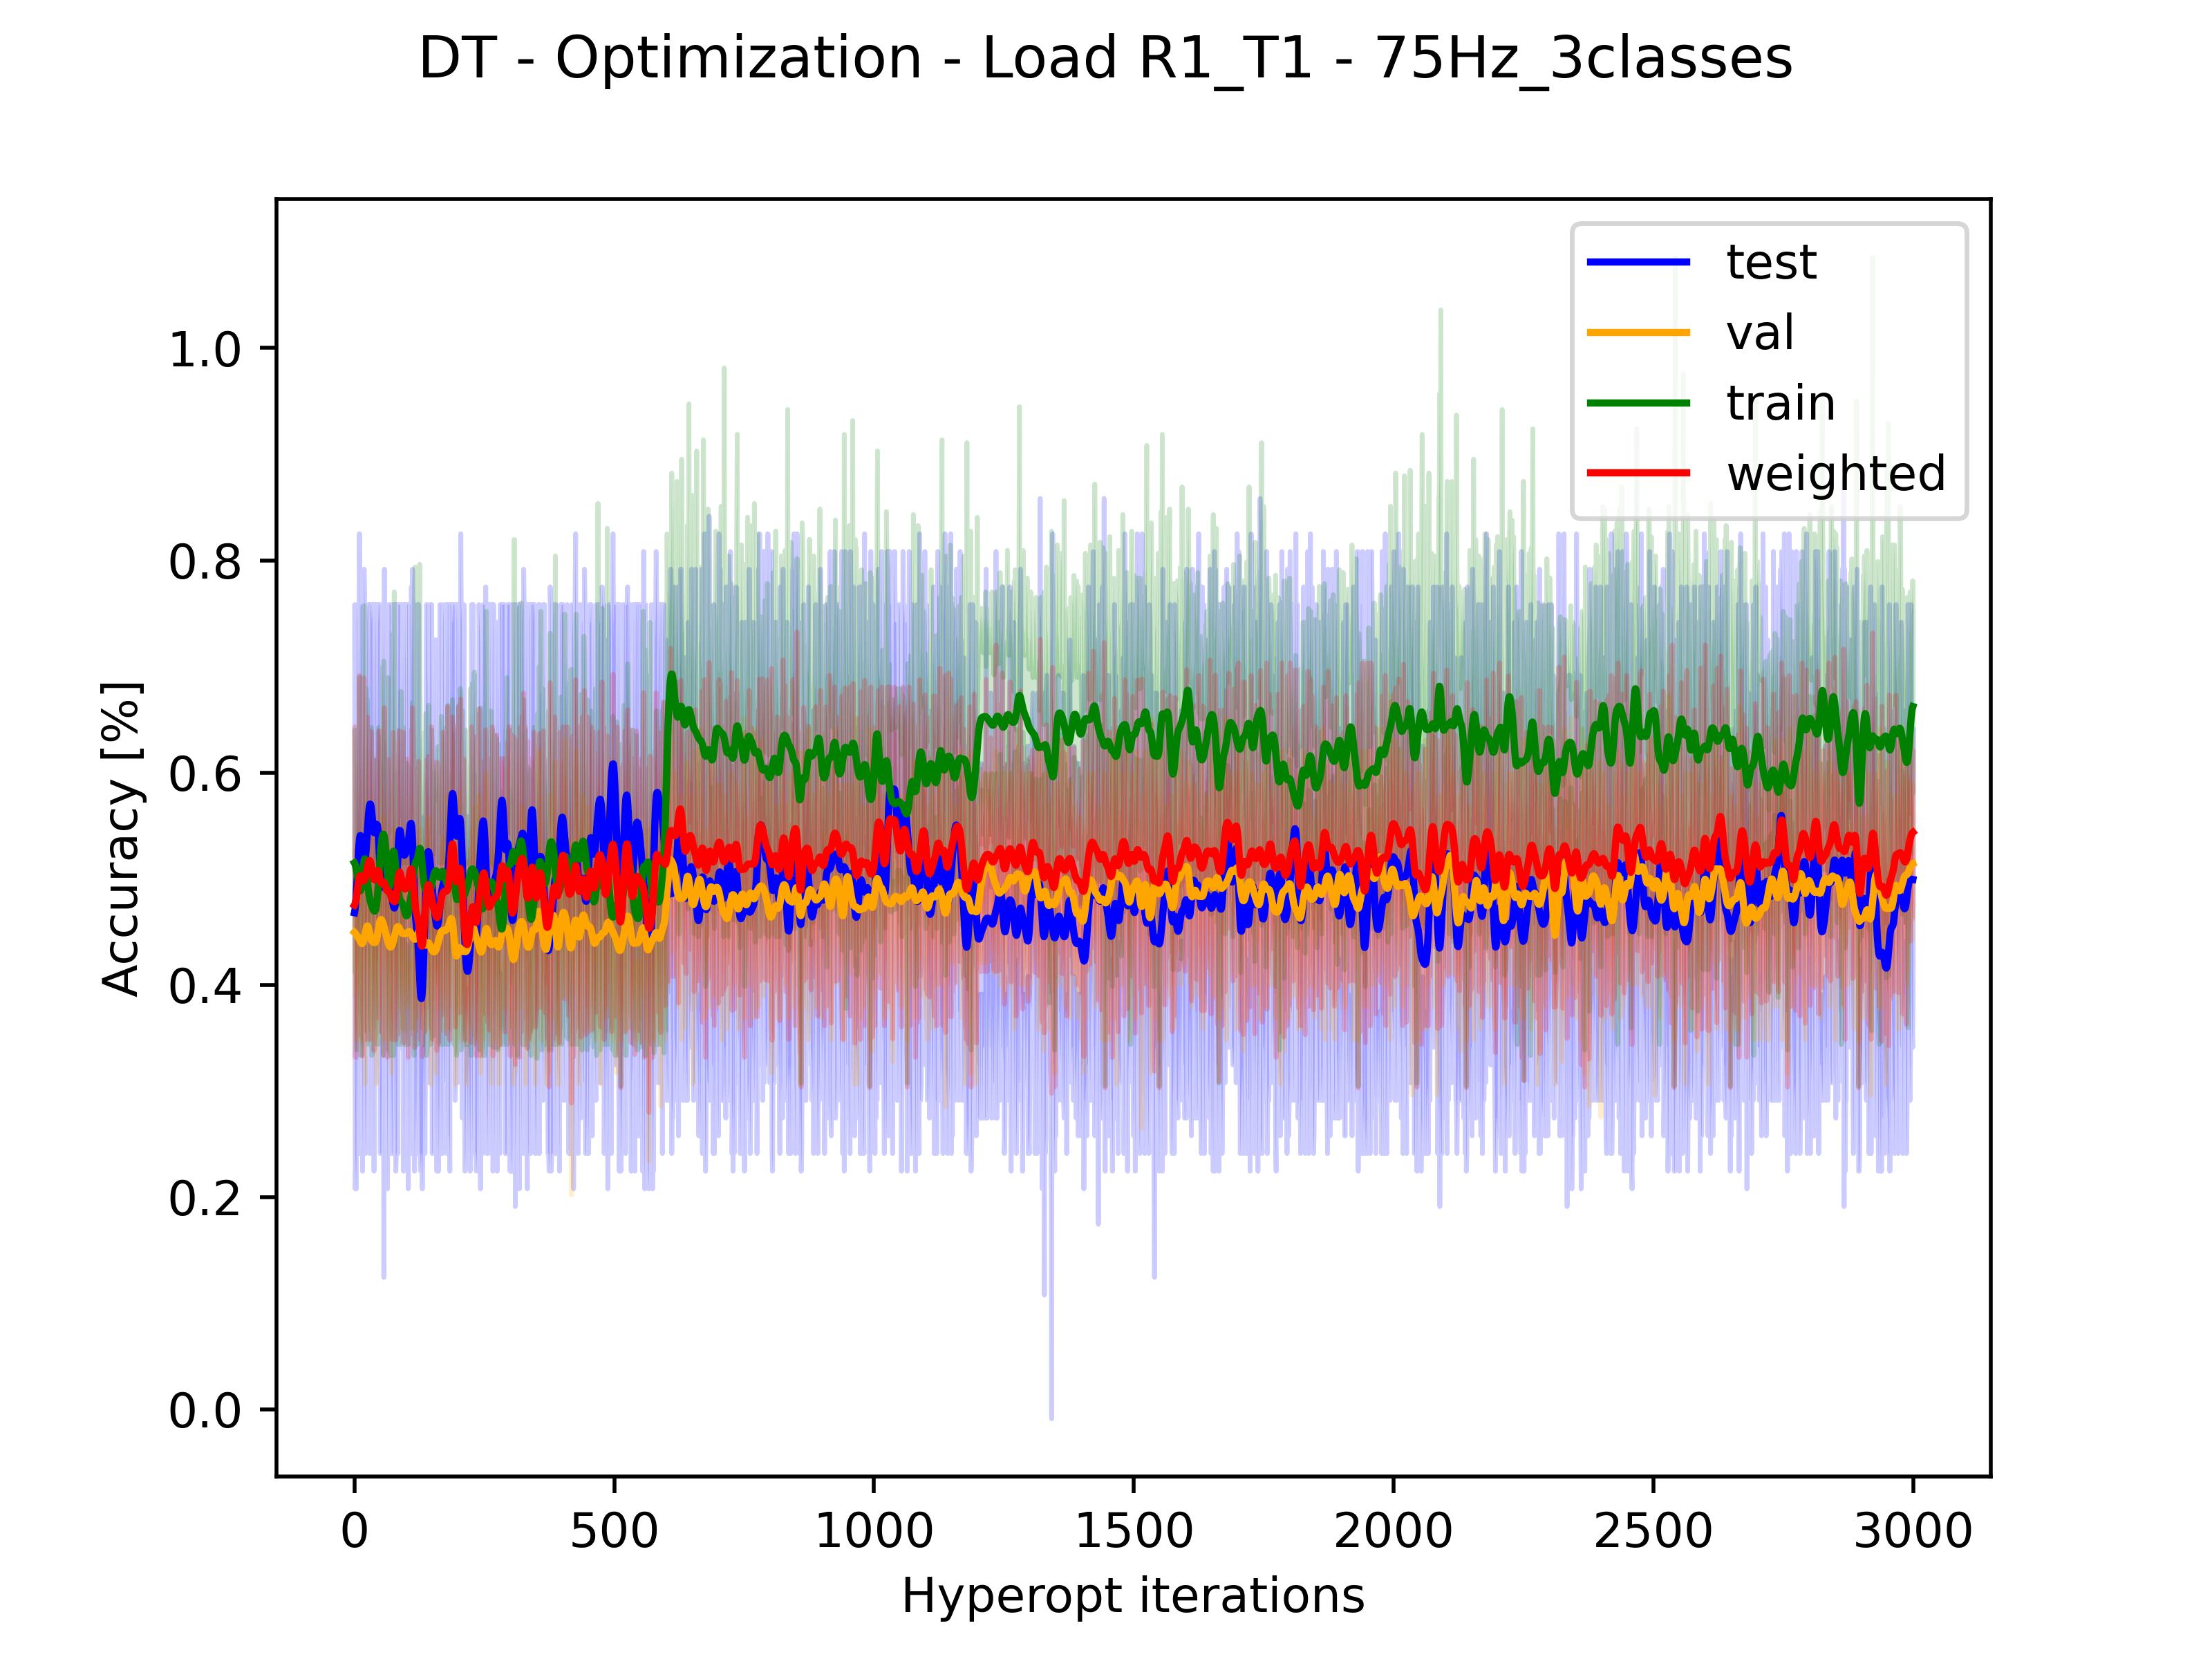 DT - Optimization - Load R1_T1 - 75Hz_3classes
test
val
train
weighted
Accuracy [%]
1.0
0.8
0.6
0.4
0.2
0.0
0 500 1000 1500 2000 2500 3000
Hyperopt iterations